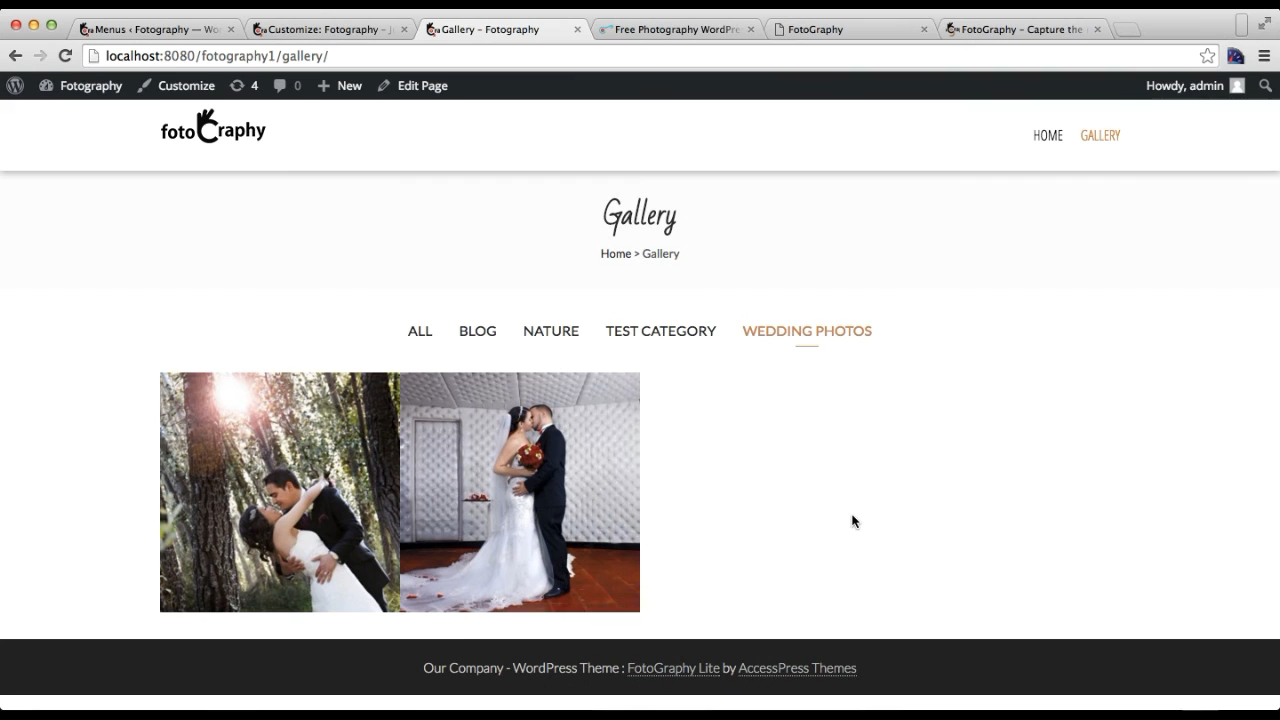 Menus ‹ Fotography — Wo
Customize: Fotography –
Gallery – Fotography
Free Photography WordPre
FotoGraphy
FotoGraphy – Capture the
localhost:8080/fotography1/gallery/
Fotography
Customize
4
0
New
Edit Page
Howdy, admin
fotoGraphy
HOME
GALLERY
Gallery
Home > Gallery
ALL
BLOG
NATURE
TEST CATEGORY
WEDDING PHOTOS
Our Company - WordPress Theme : FotoGraphy Lite by AccessPress Themes